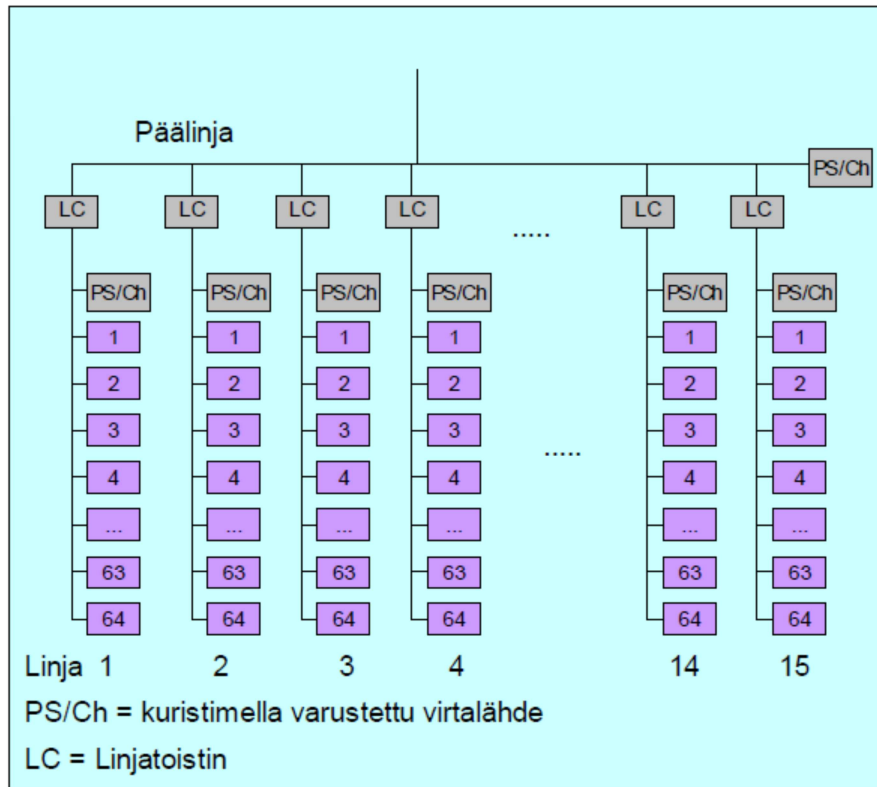 Päälinja
PS/Ch
LC LC LC LC ..... LC LC
PS/Ch PS/Ch PS/Ch PS/Ch PS/Ch PS/Ch
1 1 1 1 1 1
2 2 2 2 2 2
3 3 3 3 3 3
4 4 4 4 ..... 4 4
... ... ... ... ... ...
63 63 63 63 63 63
64 64 64 64 64 64
Linja 1 2 3 4 14 15
PS/Ch = kuristimella varustettu virtalähde
LC = Linjatoistin